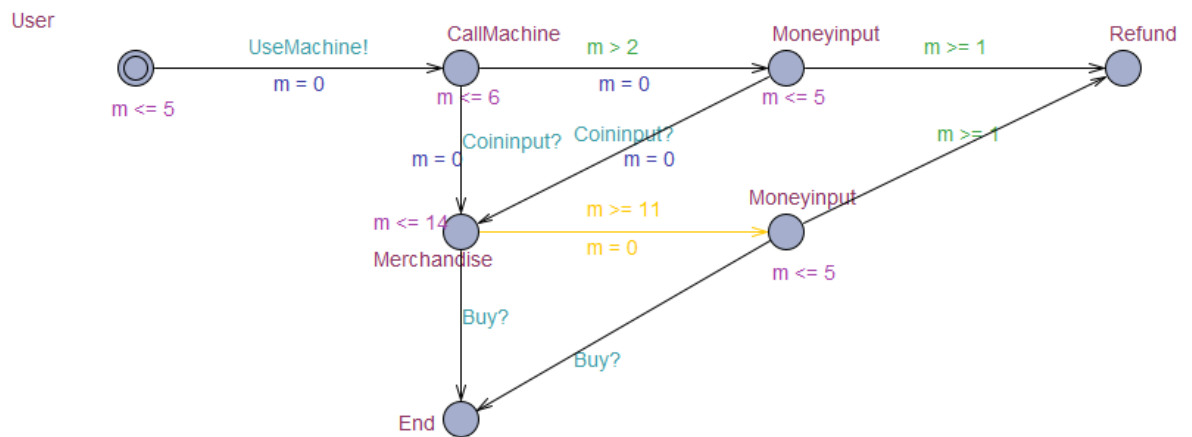 User
CallMachine
Moneyinput
Refund
UseMachine!
m > 2
m >= 1
m = 0
m = 0
m <= 5
m <= 6
m <= 5
Coininput?
Coininput?
m >= 1
m = 0
m = 0
Moneyinput
m <= 14
m >= 11
m = 0
Merchandise
m <= 5
Buy?
Buy?
End